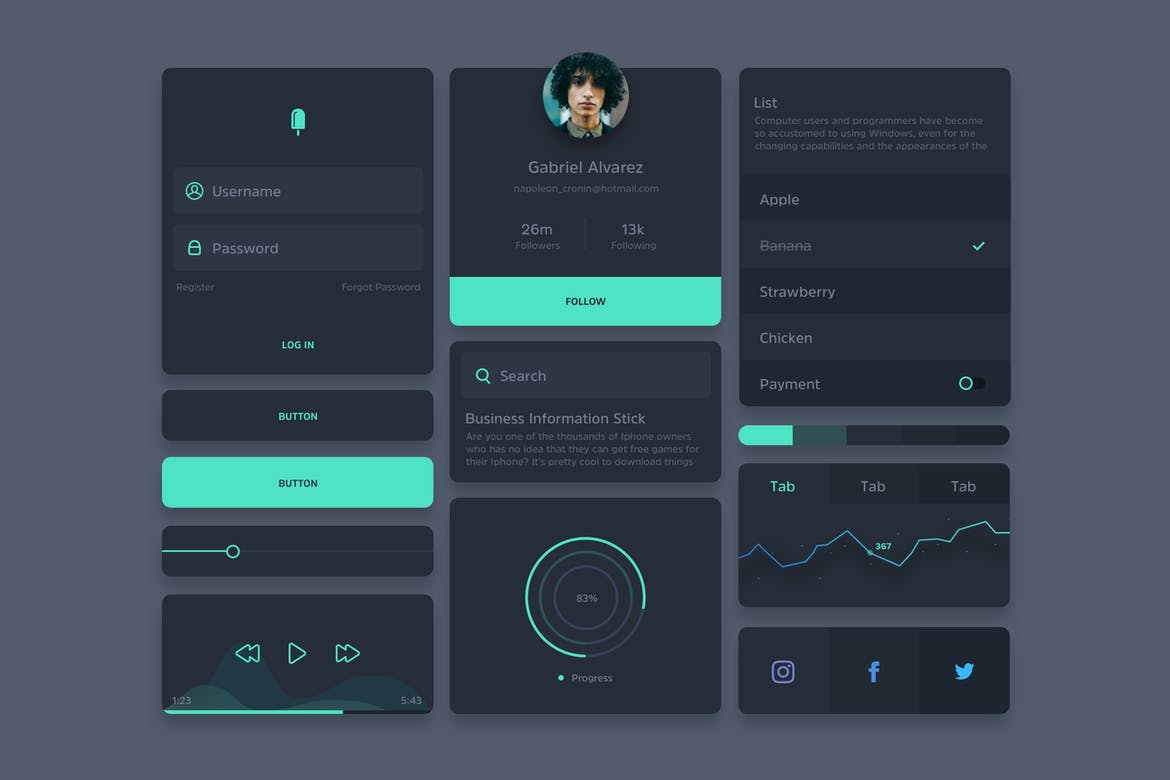 Username
Password
Register
Forgot Password
LOG IN
BUTTON
BUTTON
1:23
5:43
Gabriel Alvarez
napoleon_cronin@hotmail.com
26m
13k
Followers
Following
FOLLOW
Search
Business Information Stick
Are you one of the thousands of Iphone owners
who has no idea that they can get free games for
their Iphone? It's pretty cool to download things
83%
Progress
List
Computer users and programmers have become
so accustomed to using Windows, even for the
changing capabilities and the appearances of the
Apple
Banana
Strawberry
Chicken
Payment
Tab
Tab
Tab
367